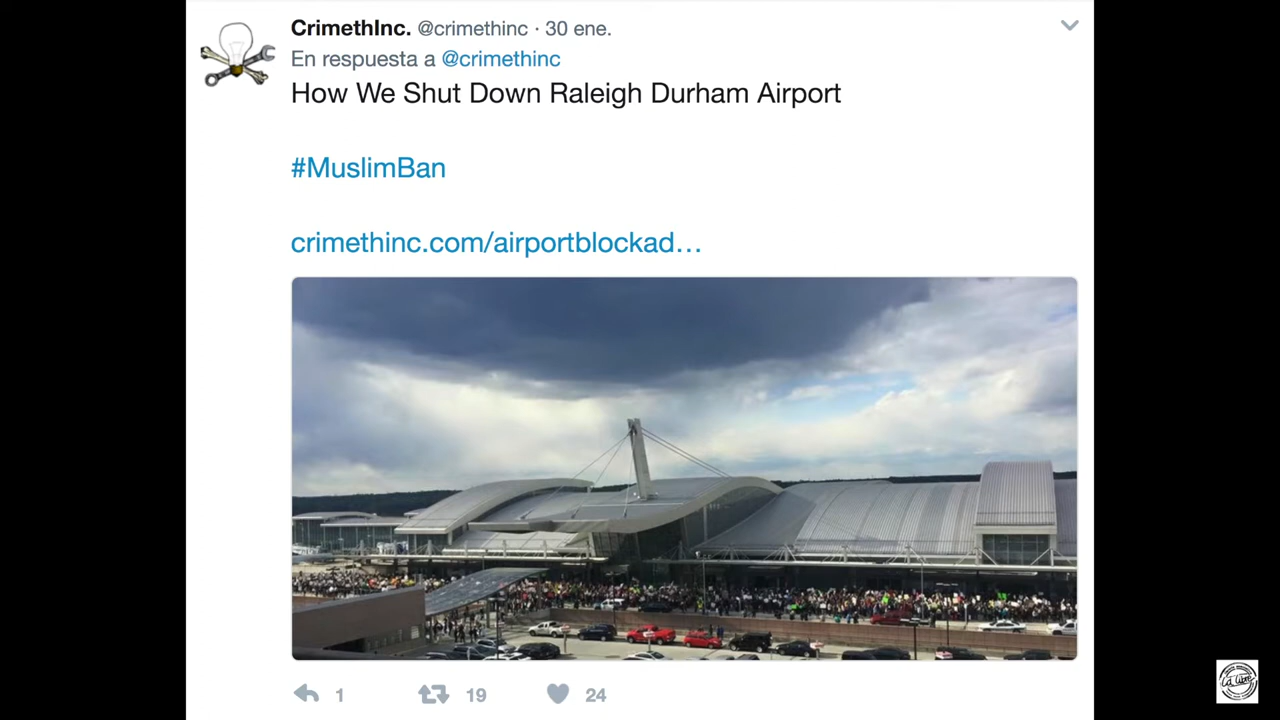 CrimethInc. @crimethinc · 30 ene.
En respuesta a @crimethinc
How We Shut Down Raleigh Durham Airport
#MuslimBan
crimethinc.com/airportblockad…
1 19 24